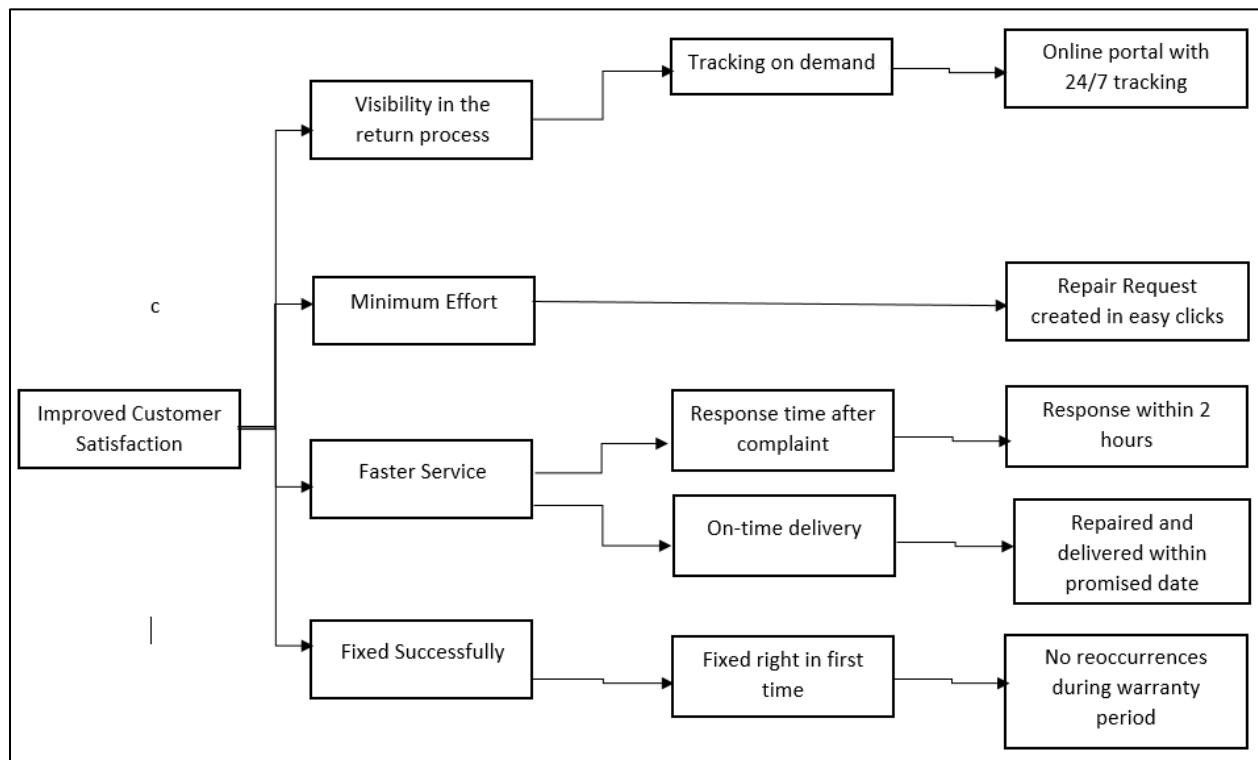 Tracking on demand
Online portal with
24/7 tracking
Visibility in the
return process
c
Minimum Effort
Repair Request
created in easy clicks
Improved Customer
Satisfaction
Response time after
complaint
Response within 2
hours
Faster Service
On-time delivery
Repaired and
delivered within
promised date
Fixed Successfully
Fixed right in first
time
No reoccurrences
during warranty
period